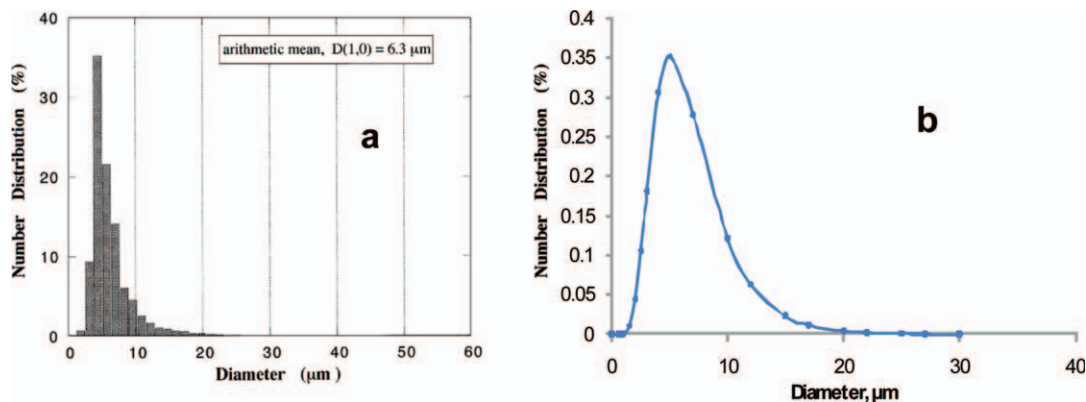 40
30
20
10
0
Number Distribution (%)
arithmetic mean, D(1,0) = 6.3 µm
a
0 10 20 30 40 50 60
Diameter (µm)
0.4
0.35
0.3
0.25
0.2
0.15
0.1
0.05
0
Number Distribution (%)
b
0 10 20 30 40
Diameter,µm